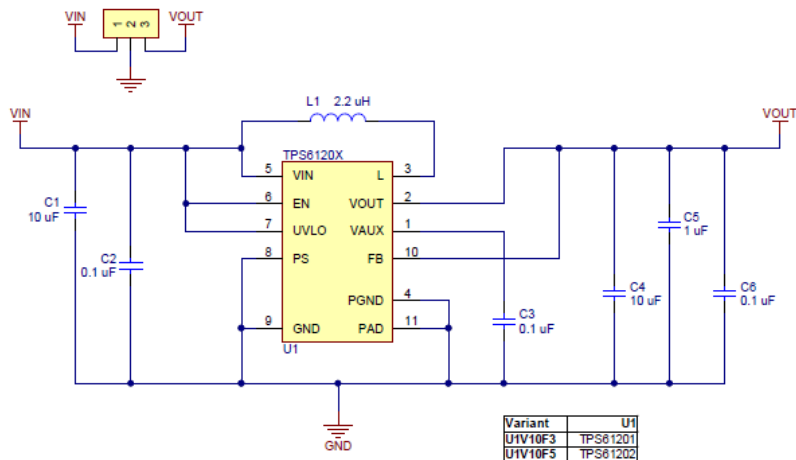 VIN VOUT
1 2 3
L1 2.2 uH
VIN VOUT
TPS6120X
5 VIN L 3
6 EN VOUT 2
7 UVLO VAUX 1
8 PS FB 10
PGND 4
9 GND PAD 11
U1
C1
10 uF
C2
0.1 uF
C3
0.1 uF
C4
10 uF
C5
1 uF
C6
0.1 uF
GND
Variant U1
U1V10F3 TPS61201
U1V10F5 TPS61202